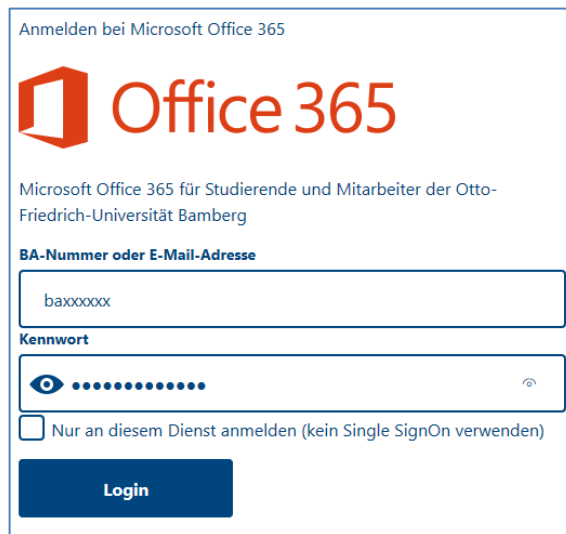 Anmelden bei Microsoft Office 365
Office 365
Microsoft Office 365 für Studierende und Mitarbeiter der Otto-
Friedrich-Universität Bamberg
BA-Nummer oder E-Mail-Adresse
baxxxxxx
Kennwort
•••••••••••••
Nur an diesem Dienst anmelden (kein Single SignOn verwenden)
Login